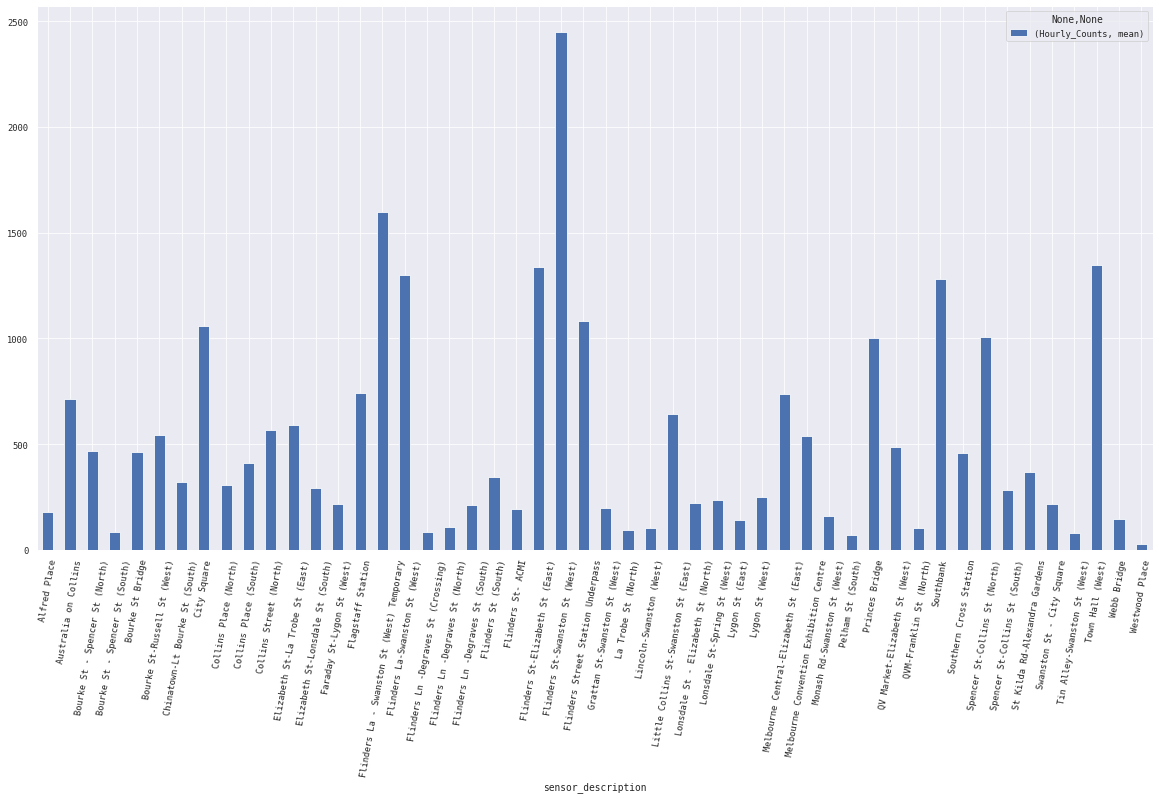 None,None
(Hourly_Counts, mean)
2500
2000
1500
1000
500
0
Alfred Place
Australia on Collins
Bourke St - Spencer St (North)
Bourke St - Spencer St (South)
Bourke St Bridge
Bourke St-Russell St (West)
Chinatown-Lt Bourke St (South)
City Square
Collins Place (North)
Collins Place (South)
Collins Street (North)
Elizabeth St-La Trobe St (East)
Elizabeth St-Lonsdale St (South)
Faraday St-Lygon St (West)
Flagstaff Station
Flinders La - Swanston St (West) Temporary
Flinders La-Swanston St (West)
Flinders Ln -Degraves St (Crossing)
Flinders Ln -Degraves St (North)
Flinders Ln -Degraves St (South)
Flinders St (South)
Flinders St- ACMI
Flinders St-Elizabeth St (East)
Flinders St-Swanston St (West)
Flinders Street Station Underpass
Grattan St-Swanston St (West)
La Trobe St (North)
Lincoln-Swanston (West)
Little Collins St-Swanston St (East)
Lonsdale St - Elizabeth St (North)
Lonsdale St-Spring St (West)
Lygon St (East)
Lygon St (West)
Melbourne Central-Elizabeth St (East)
Melbourne Convention Exhibition Centre
Monash Rd-Swanston St (West)
Pelham St (South)
Princes Bridge
QV Market-Elizabeth St (West)
QVM-Franklin St (North)
Southbank
Southern Cross Station
Spencer St-Collins St (North)
Spencer St-Collins St (South)
St Kilda Rd-Alexandra Gardens
Swanston St - City Square
Tin Alley-Swanston St (West)
Town Hall (West)
Webb Bridge
Westwood Place
sensor_description